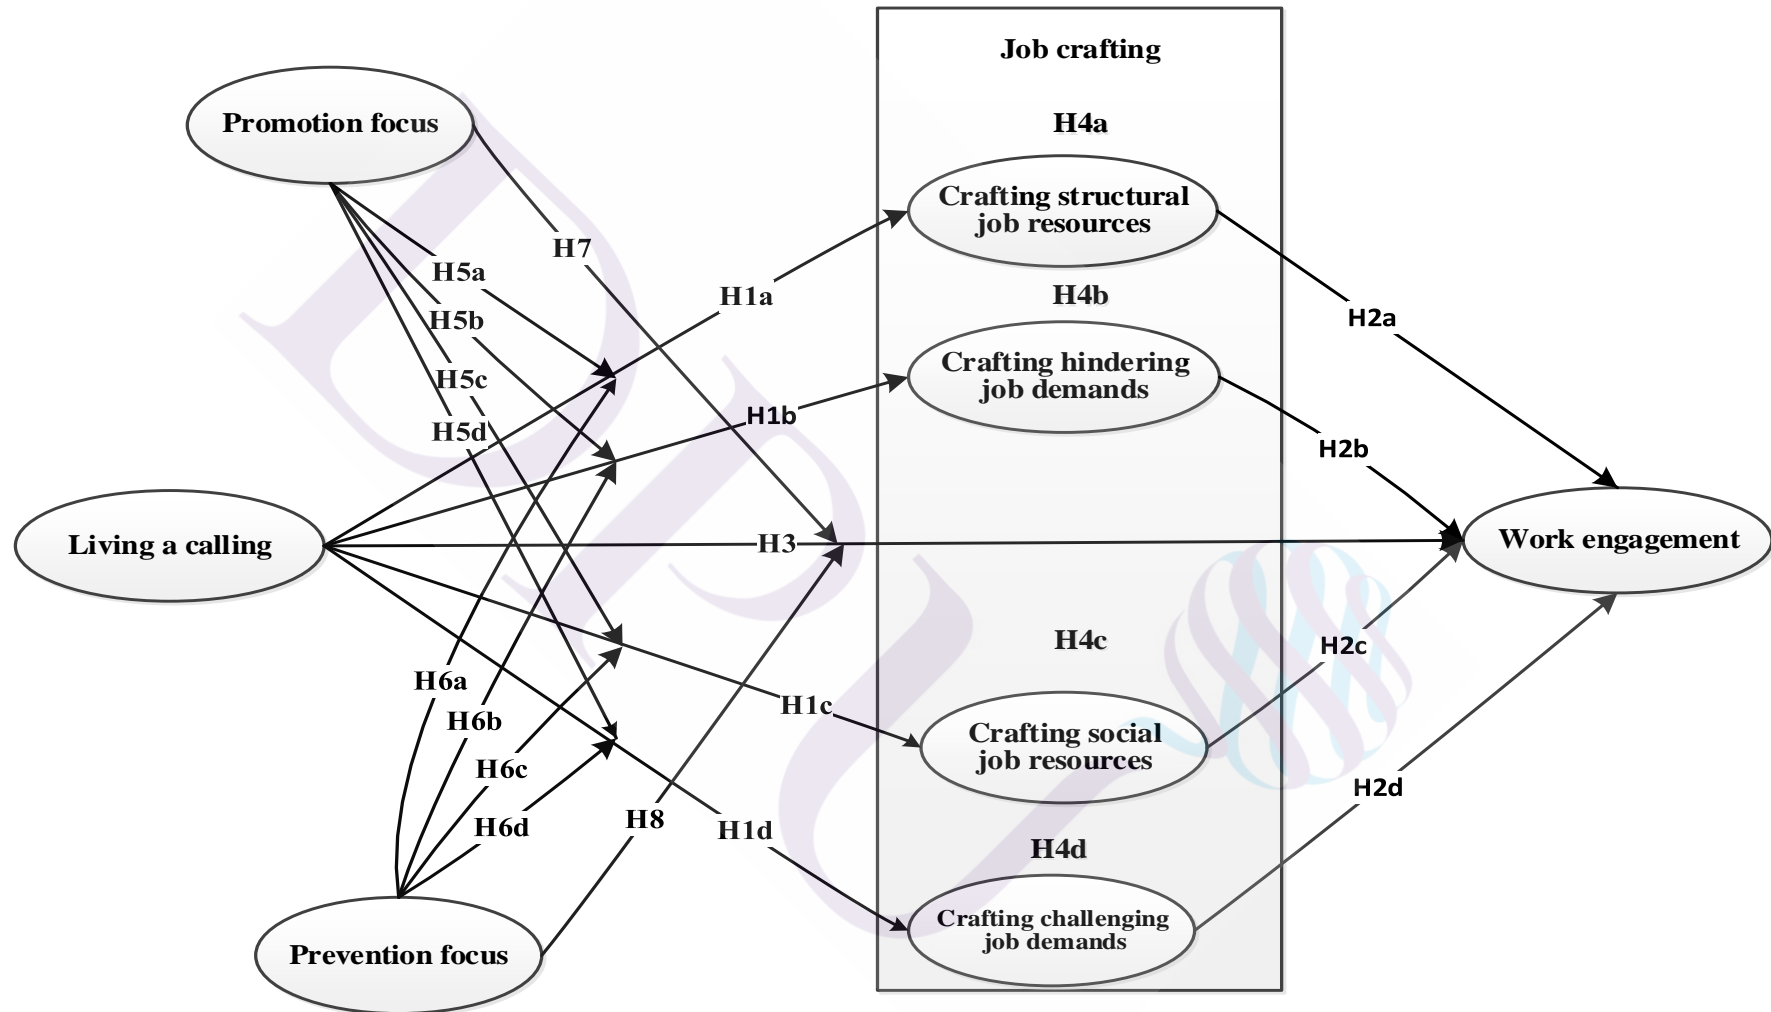 Job crafting
Promotion focus
H4a
Crafting structural
job resources
H7
H5a
H1a
H4b
H2a
H5b
Crafting hindering
job demands
H5c
H1b
H5d
H2b
Living a calling
H3
Work engagement
H4c
H2c
H6a
H1c
H6b
Crafting social
job resources
H6c
H2d
H8
H6d
H1d
H4d
Crafting challenging
job demands
Prevention focus
DPU